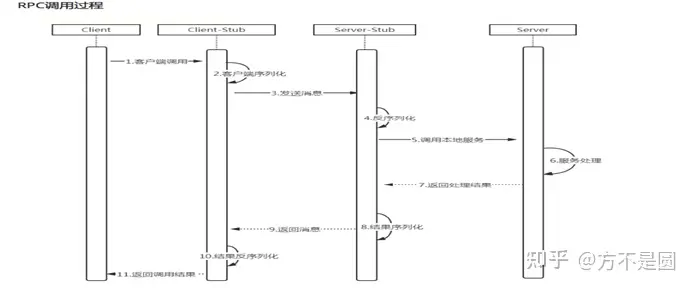 RPC调用过程
Client
Client-Stub
Server-Stub
Server
1.客户端调用
2.客户端序列化
3.发送消息
4.反序列化
5.调用本地服务
6.服务处理
7.返回处理结果
8.结果序列化
9.返回消息
10.结果反序列化
11.返回调用结果
知乎 @方不是圆